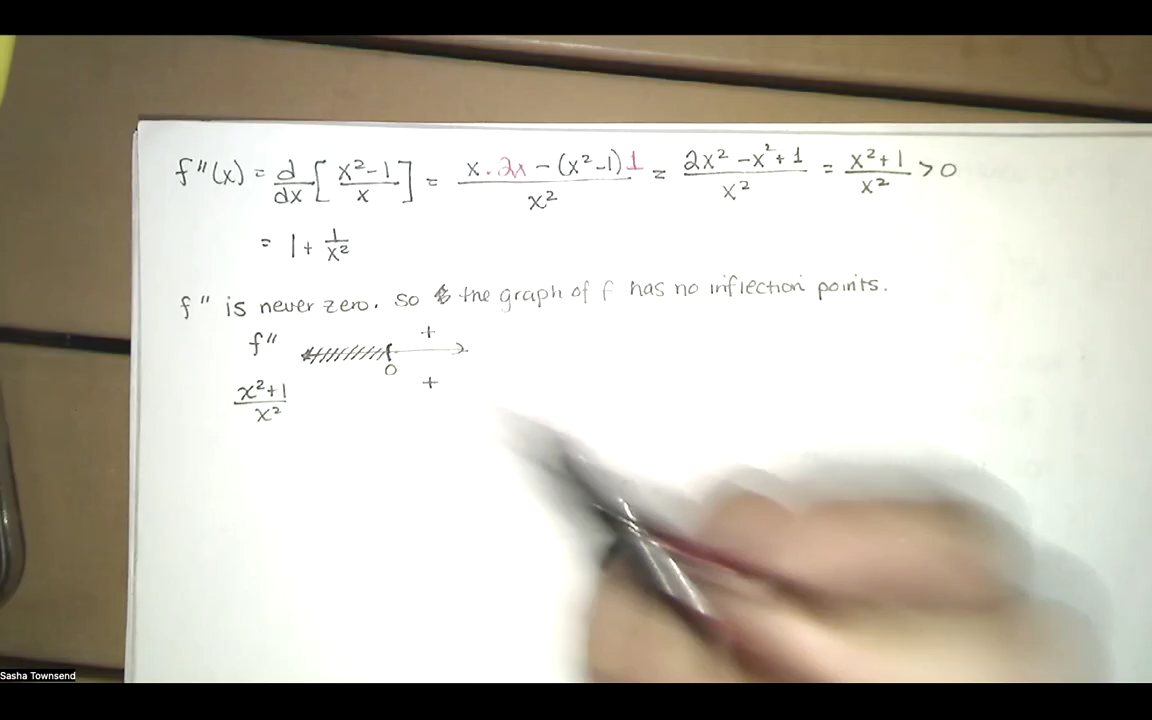 f''(x) = d/dx [ x²-1 / x ] = x · 2x - (x²-1) 1 / x² = 2x² - x² + 1 / x² = x²+1 / x² > 0
= 1 + 1/x²
f'' is never zero. so the graph of f has no inflection points.
+
f''
0
+
x²+1 / x²
Sasha Townsend